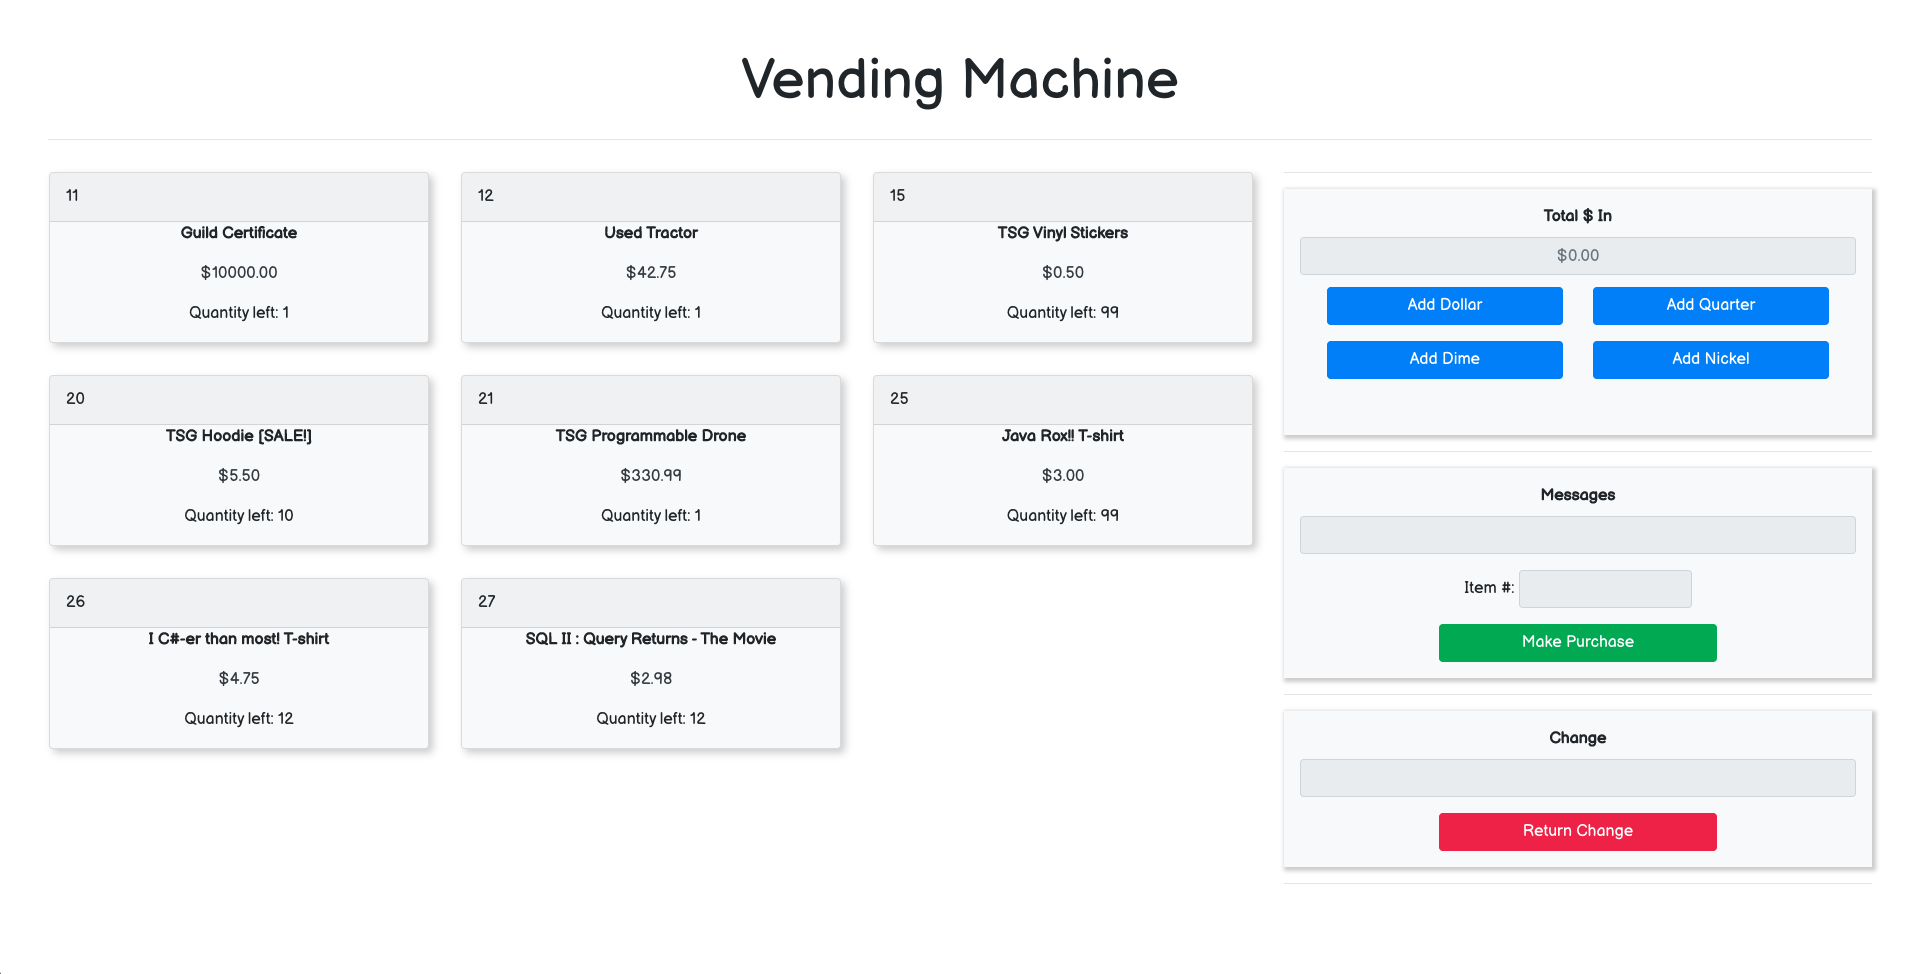 Vending Machine
11
Guild Certificate
$10000.00
Quantity left: 1
12
Used Tractor
$42.75
Quantity left: 1
15
TSG Vinyl Stickers
$0.50
Quantity left: 99
20
TSG Hoodie [SALE!]
$5.50
Quantity left: 10
21
TSG Programmable Drone
$330.99
Quantity left: 1
25
Java Rox!! T-shirt
$3.00
Quantity left: 99
26
I C#-er than most! T-shirt
$4.75
Quantity left: 12
27
SQL II : Query Returns - The Movie
$2.98
Quantity left: 12
Total $ In
$0.00
Add Dollar
Add Quarter
Add Dime
Add Nickel
Messages
Item #:
Make Purchase
Change
Return Change